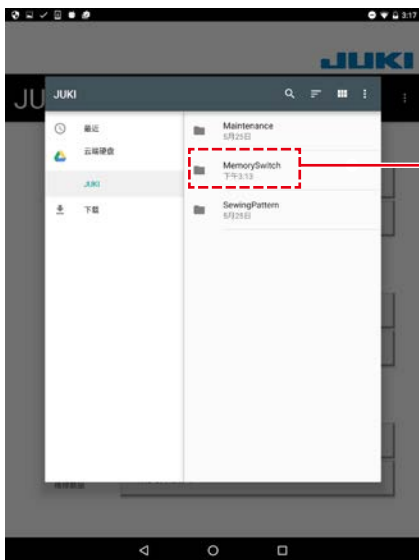 3:17
JUKI
JU
JUKI
最近
云端硬盘
JUKI
下载
Maintenance
5月25日
MemorySwitch
下午3:13
SewingPattern
5月25日